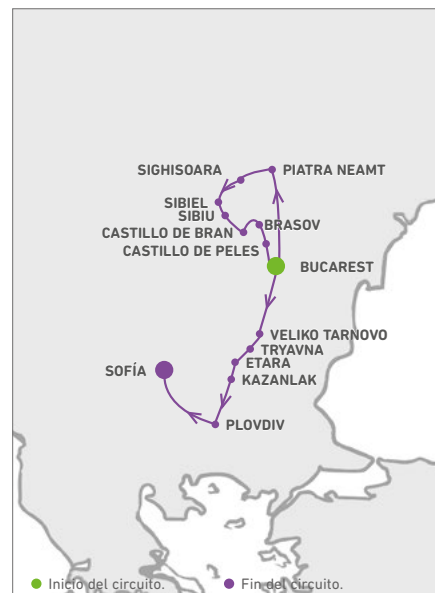 SIGHISOARA
PIATRA NEAMT
SIBIEL
SIBIU
BRASOV
CASTILLO DE BRAN
CASTILLO DE PELES
BUCAREST
VELIKO TARNOVO
TRYAVNA
ETARA
SOFÍA
KAZANLAK
PLOVDIV
Inicio del circuito.
Fin del circuito.